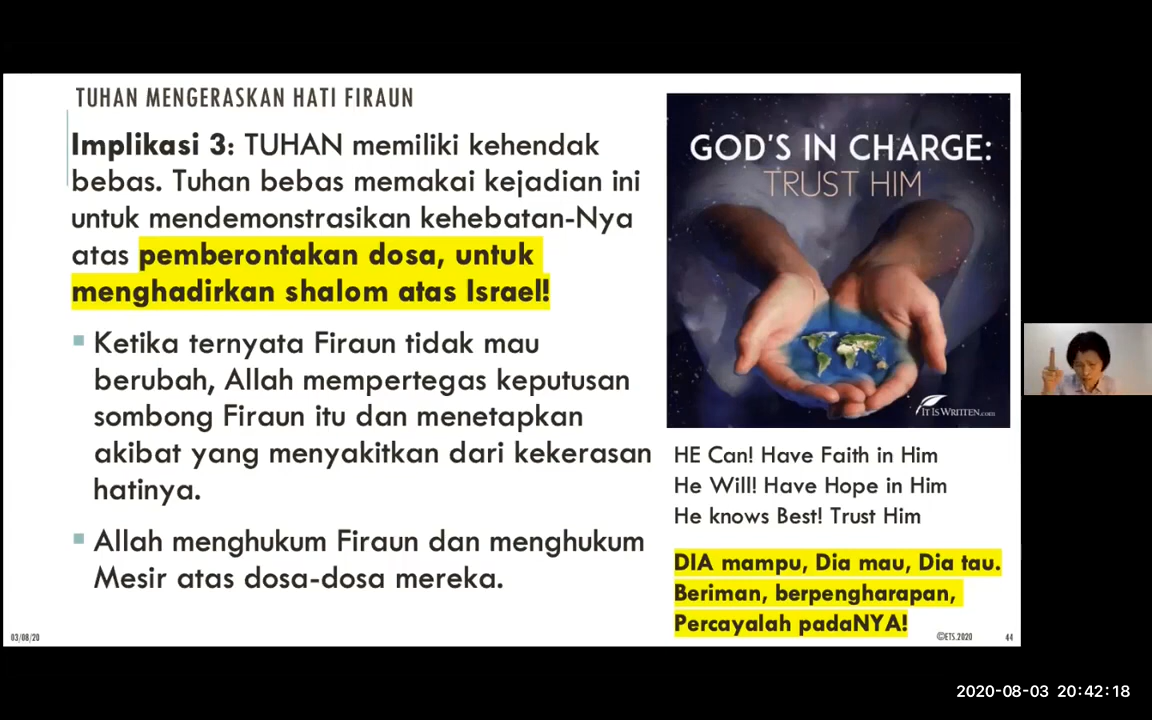 TUHAN MENGERASKAN HATI FIRAUN
Implikasi 3: TUHAN memiliki kehendak
bebas. Tuhan bebas memakai kejadian ini
untuk mendemonstrasikan kehebatan-Nya
atas pemberontakan dosa, untuk
menghadirkan shalom atas Israel!
Ketika ternyata Firaun tidak mau
berubah, Allah mempertegas keputusan
sombong Firaun itu dan menetapkan
akibat yang menyakitkan dari kekerasan
hatinya.
Allah menghukum Firaun dan menghukum
Mesir atas dosa-dosa mereka.
GOD'S IN CHARGE:
TRUST HIM
IT IS WRITTEN.com
HE Can! Have Faith in Him
He Will! Have Hope in Him
He knows Best! Trust Him
DIA mampu, Dia mau, Dia tau.
Beriman, berpengharapan,
Percayalah padaNYA!
03/08/20
©ETS.2020
44
2020-08-03 20:42:18